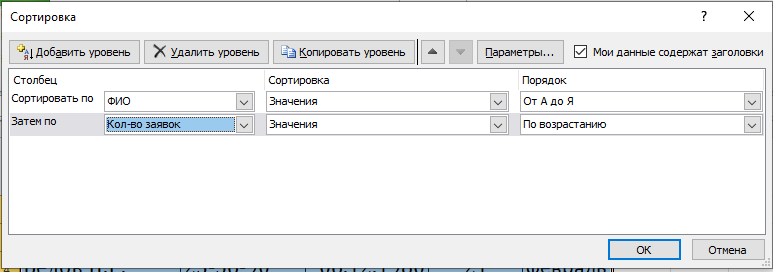 Сортировка
Добавить уровень Удалить уровень Копировать уровень Параметры... Мои данные содержат заголовки
Столбец Сортировка Порядок
Сортировать по ФИО Значения От А до Я
Затем по Кол-во заявок Значения По возрастанию
OK Отмена